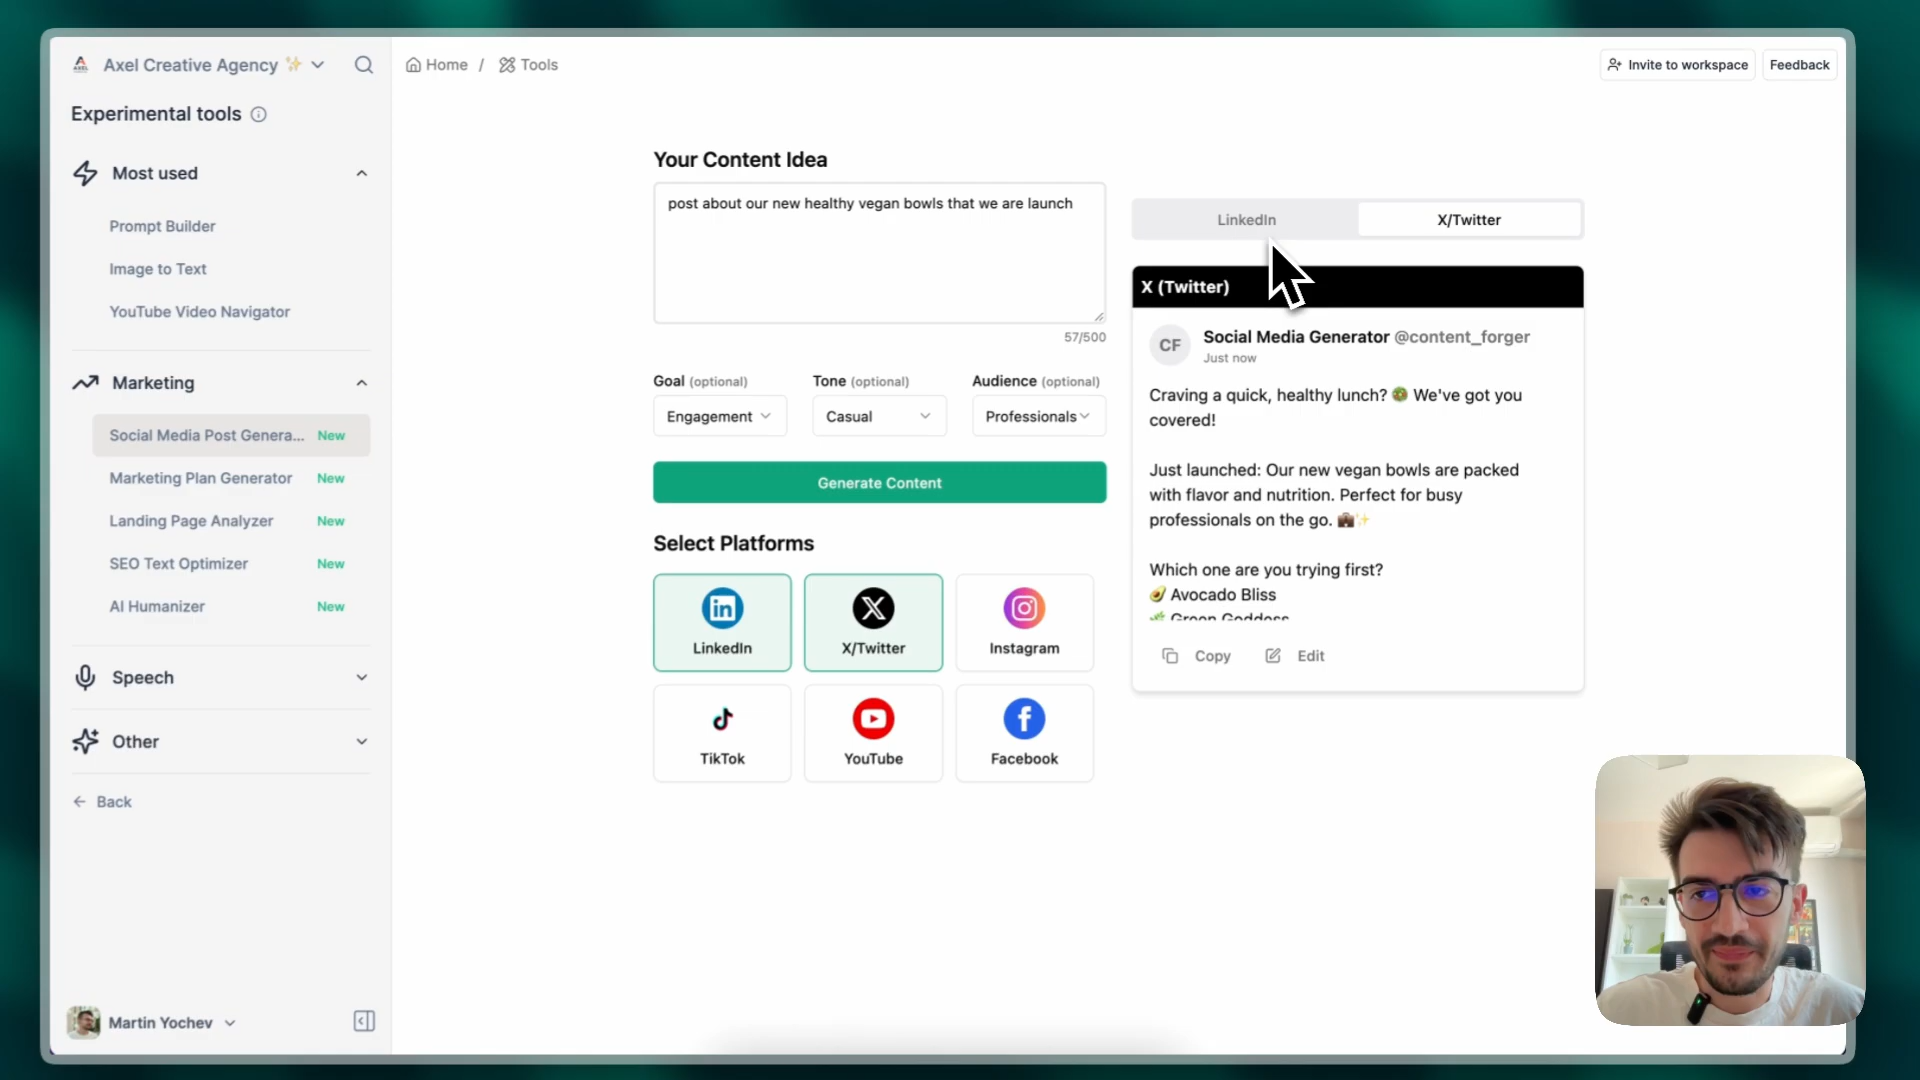 Axel Creative Agency ✨
Home / Tools
Invite to workspace
Feedback
Experimental tools
Most used
Prompt Builder
Image to Text
YouTube Video Navigator
Marketing
Social Media Post Genera... New
Marketing Plan Generator New
Landing Page Analyzer New
SEO Text Optimizer New
AI Humanizer New
Speech
Other
Back
Martin Yochev
Your Content Idea
post about our new healthy vegan bowls that we are launch
57/500
Goal (optional)
Tone (optional)
Audience (optional)
Engagement
Casual
Professionals
Generate Content
Select Platforms
LinkedIn
X/Twitter
Instagram
TikTok
YouTube
Facebook
LinkedIn
X/Twitter
X (Twitter)
CF
Social Media Generator @content_forger
Just now
Craving a quick, healthy lunch? 🥗 We've got you
covered!
Just launched: Our new vegan bowls are packed
with flavor and nutrition. Perfect for busy
professionals on the go. 💼✨
Which one are you trying first?
🥑 Avocado Bliss
🌿 Green Goddess
Copy
Edit